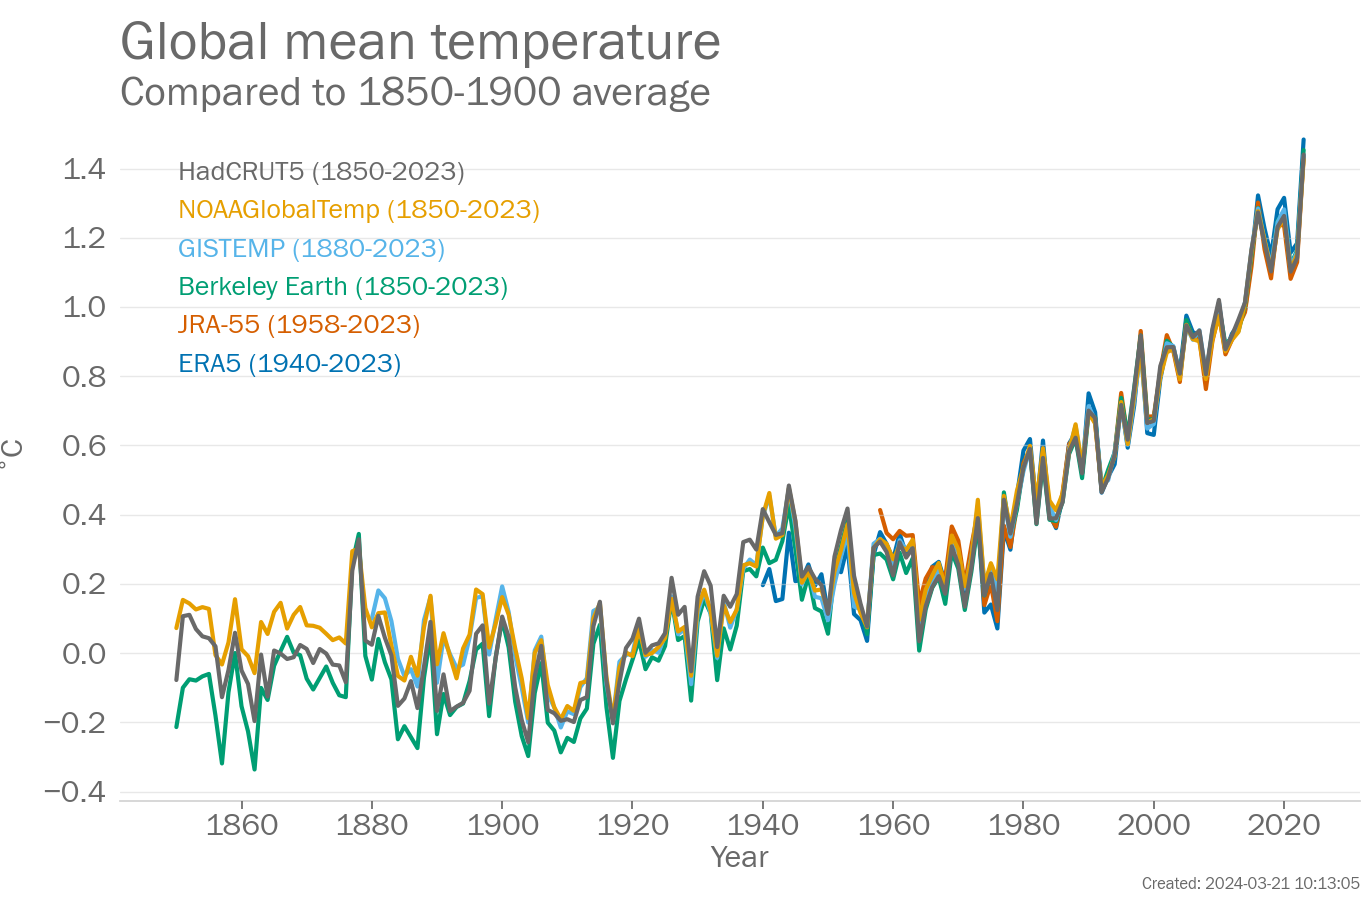 Global mean temperature
Compared to 1850-1900 average
HadCRUT5 (1850-2023)
NOAAGlobalTemp (1850-2023)
GISTEMP (1880-2023)
Berkeley Earth (1850-2023)
JRA-55 (1958-2023)
ERA5 (1940-2023)
1.4
1.2
1.0
0.8
0.6
0.4
0.2
0.0
−0.2
−0.4
°C
1860 1880 1900 1920 1940 1960 1980 2000 2020
Year
Created: 2024-03-21 10:13:05